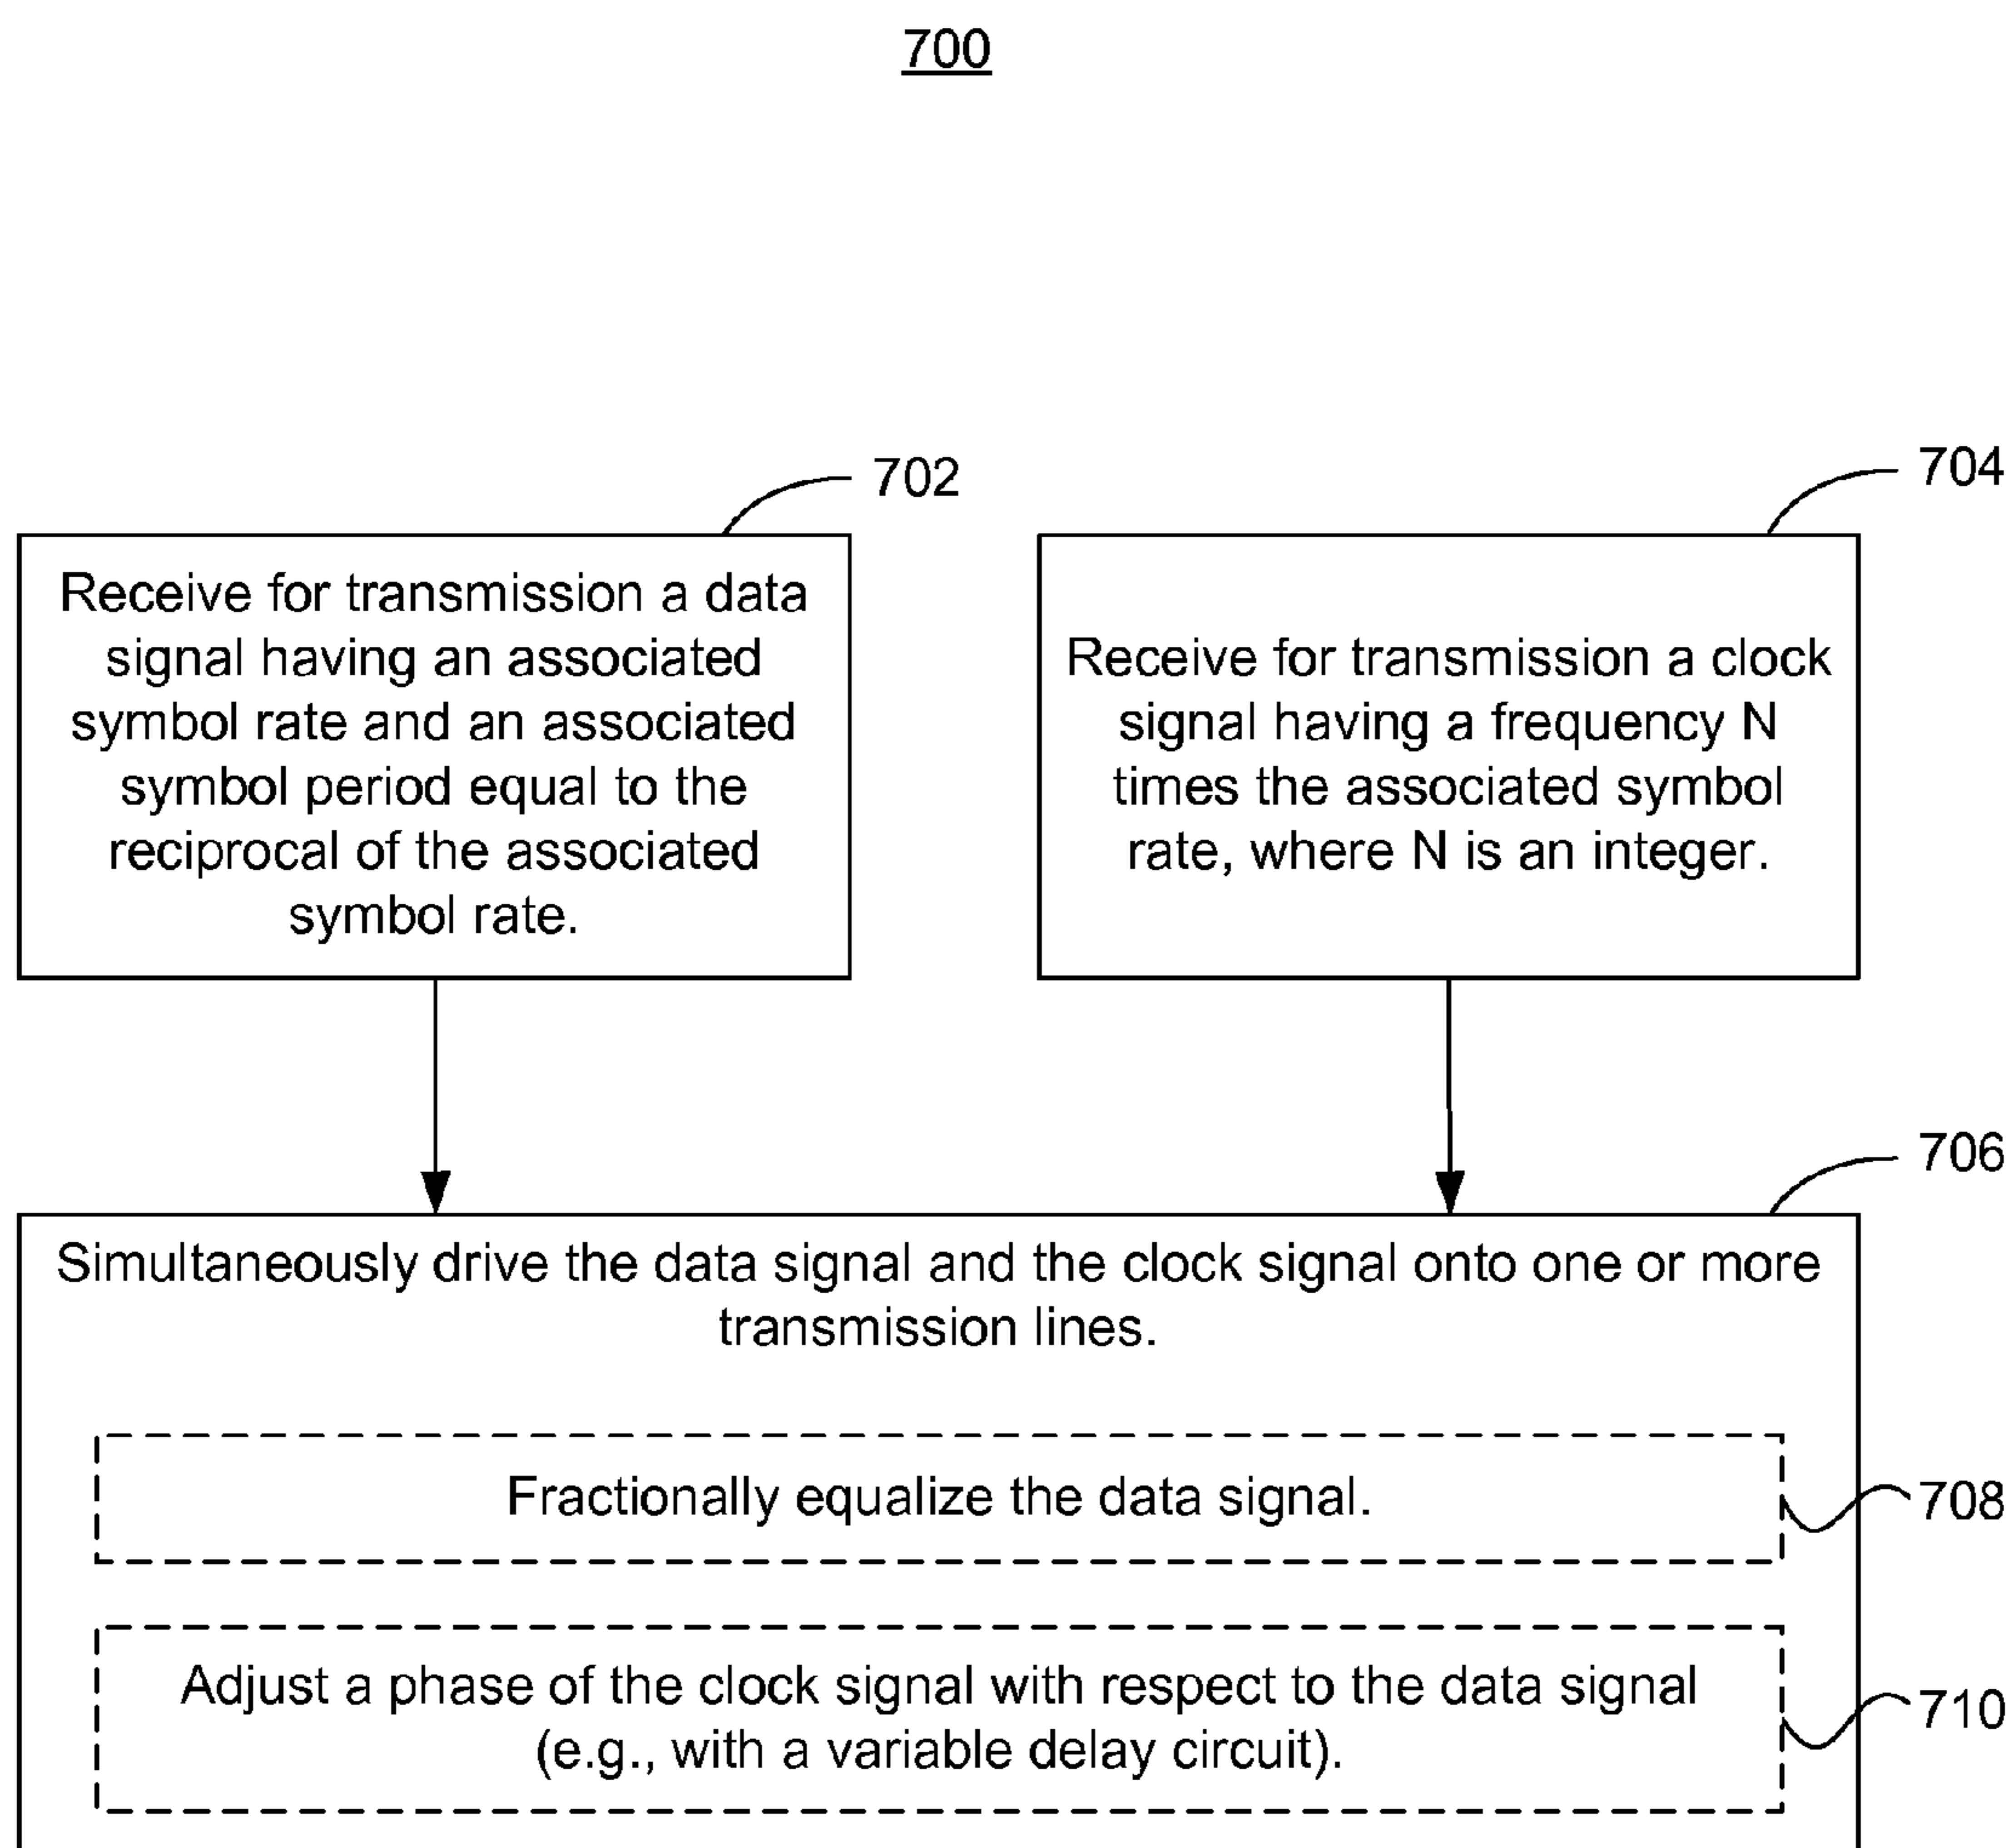 700
702
Receive for transmission a data
signal having an associated
symbol rate and an associated
symbol period equal to the
reciprocal of the associated
symbol rate.
704
Receive for transmission a clock
signal having a frequency N
times the associated symbol
rate, where N is an integer.
706
Simultaneously drive the data signal and the clock signal onto one or more
transmission lines.
Fractionally equalize the data signal.
708
Adjust a phase of the clock signal with respect to the data signal
(e.g., with a variable delay circuit).
710